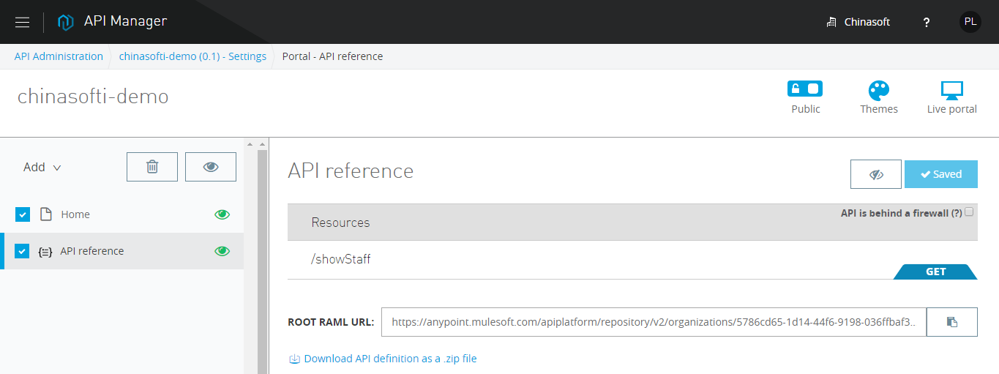 API Manager
Chinasoft
?
PL
API Administration
chinasofti-demo (0.1) - Settings
Portal - API reference
chinasofti-demo
Public
Themes
Live portal
Add
Home
API reference
API reference
Saved
API is behind a firewall (?)
Resources
/showStaff
GET
ROOT RAML URL:
https://anypoint.mulesoft.com/apiplatform/repository/v2/organizations/5786cd65-1d14-44f6-9198-036ffbaf3..
Download API definition as a .zip file